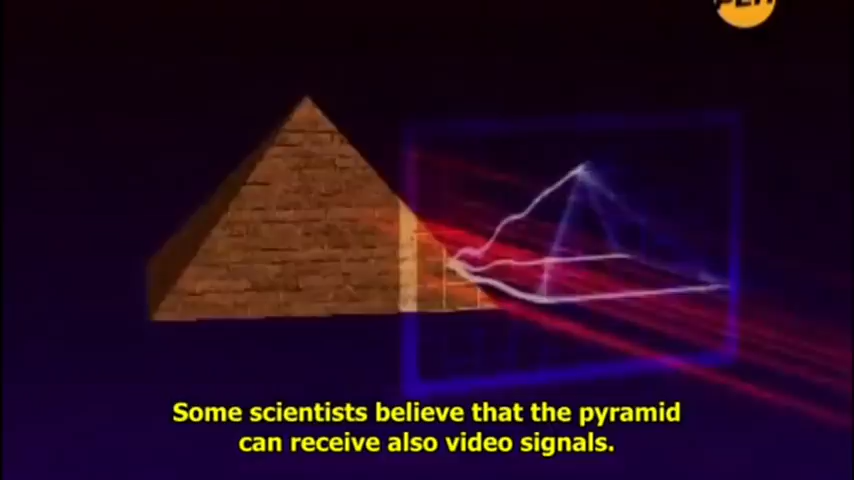 Some scientists believe that the pyramid
can receive also video signals.